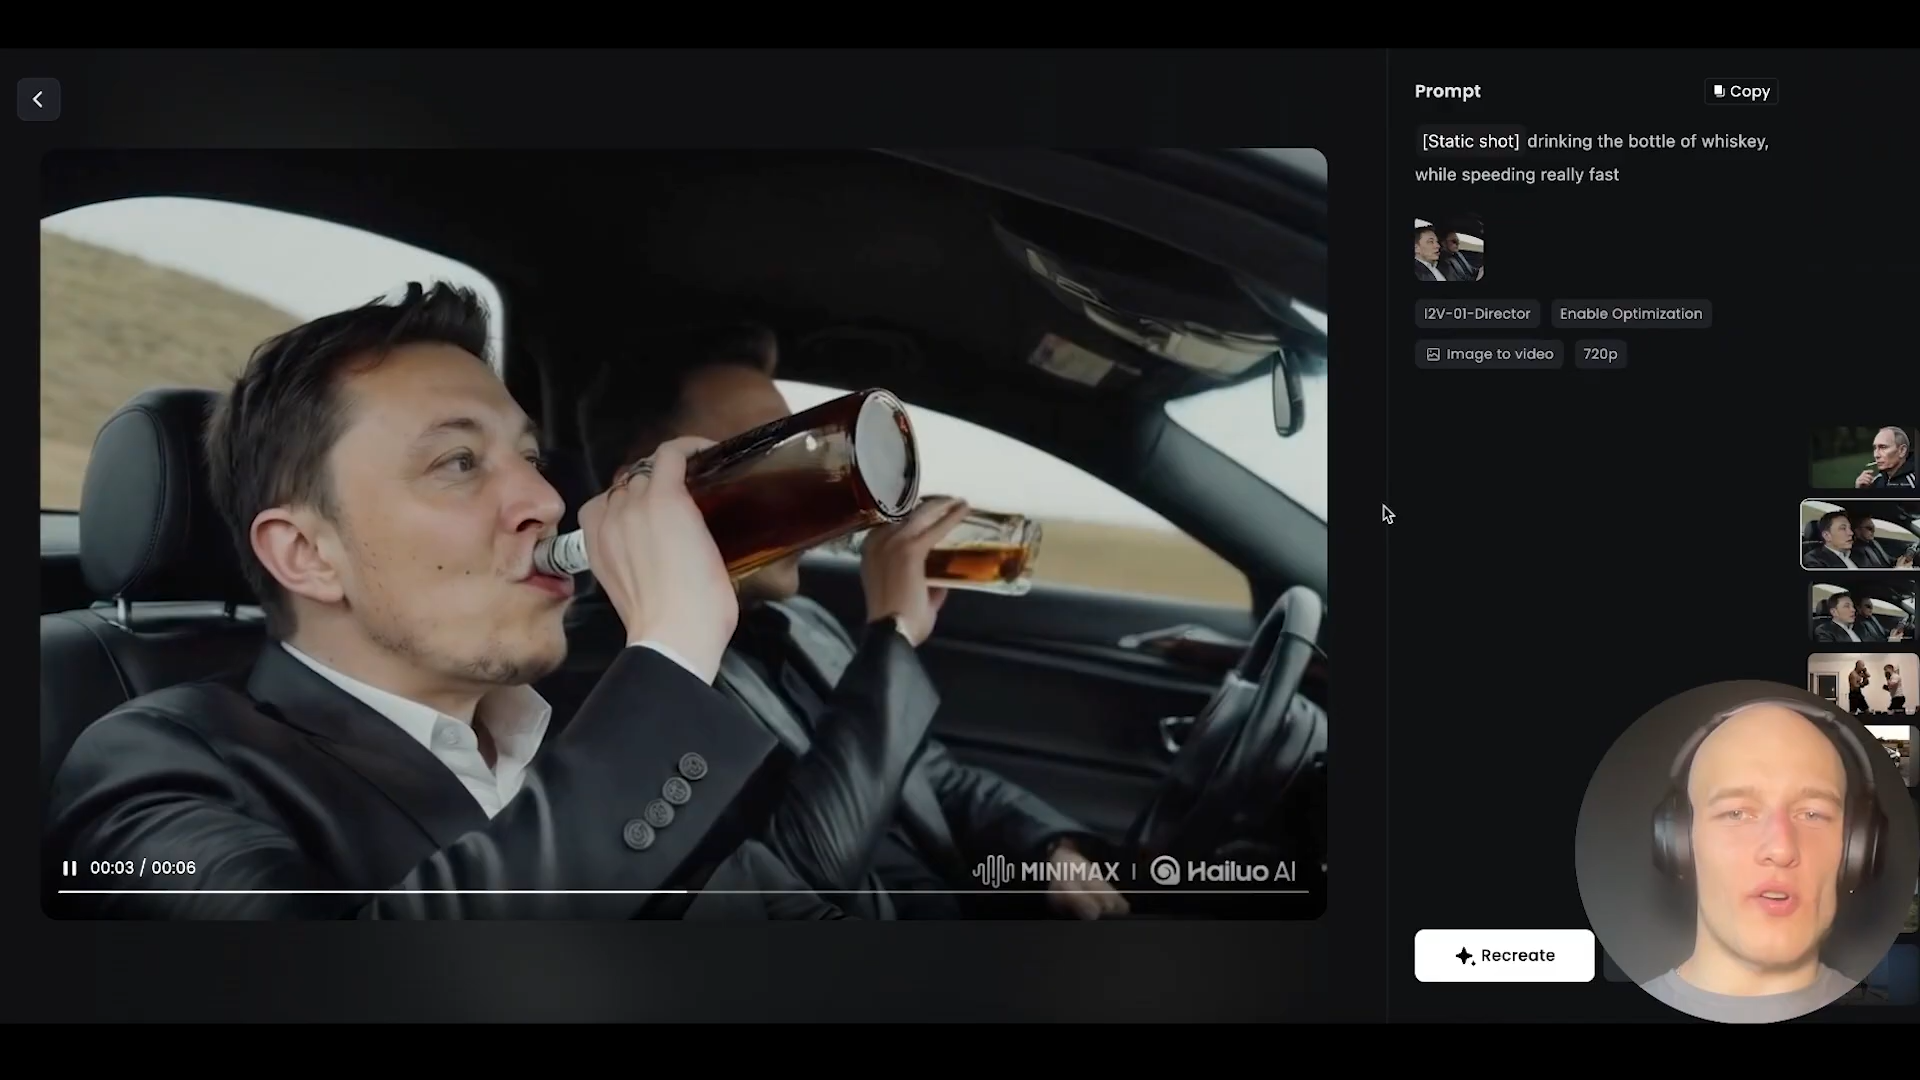 Prompt
Copy
[Static shot] drinking the bottle of whiskey,
while speeding really fast
I2V-01-Director
Enable Optimization
Image to video
720p
00:03 / 00:06
MINIMAX | Hailuo AI
Recreate